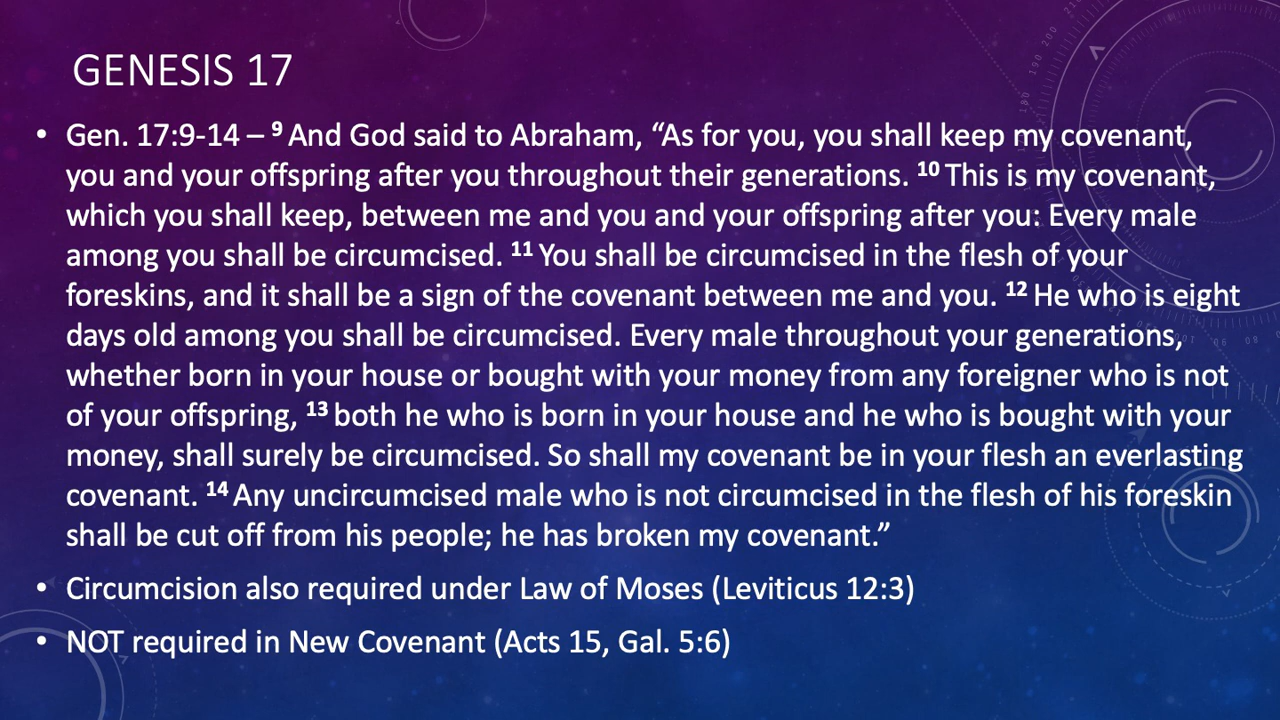 GENESIS 17
• Gen. 17:9-14 – ⁹ And God said to Abraham, “As for you, you shall keep my covenant,
you and your offspring after you throughout their generations. ¹⁰ This is my covenant,
which you shall keep, between me and you and your offspring after you: Every male
among you shall be circumcised. ¹¹ You shall be circumcised in the flesh of your
foreskins, and it shall be a sign of the covenant between me and you. ¹² He who is eight
days old among you shall be circumcised. Every male throughout your generations,
whether born in your house or bought with your money from any foreigner who is not
of your offspring, ¹³ both he who is born in your house and he who is bought with your
money, shall surely be circumcised. So shall my covenant be in your flesh an everlasting
covenant. ¹⁴ Any uncircumcised male who is not circumcised in the flesh of his foreskin
shall be cut off from his people; he has broken my covenant.”
• Circumcision also required under Law of Moses (Leviticus 12:3)
• NOT required in New Covenant (Acts 15, Gal. 5:6)